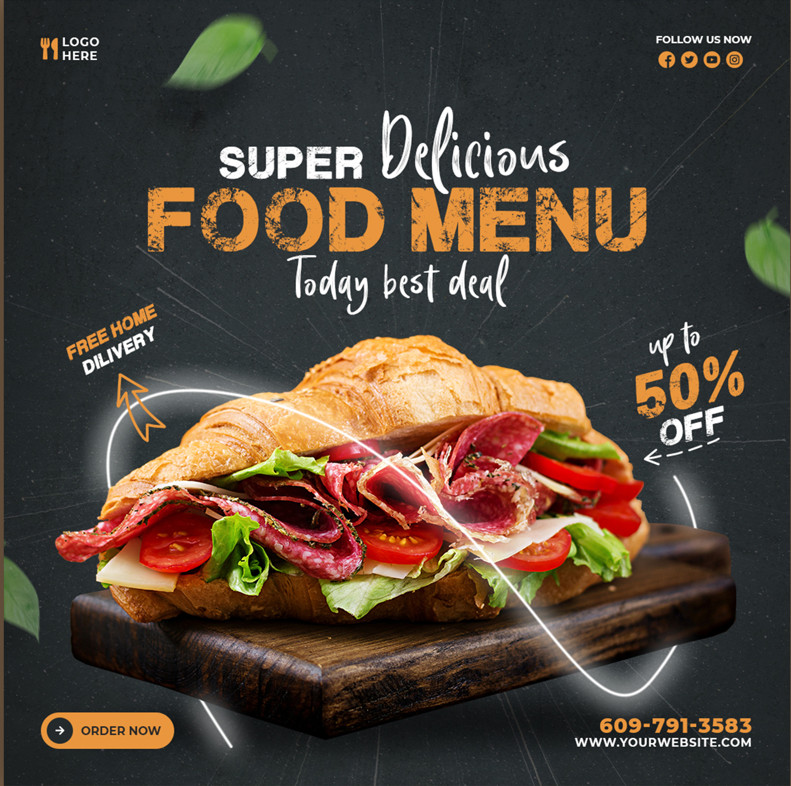 LOGO
HERE
FOLLOW US NOW
SUPER Delicious
FOOD MENU
Today best deal
FREE HOME
DILIVERY
up to
50%
OFF
ORDER NOW
609-791-3583
WWW.YOURWEBSITE.COM